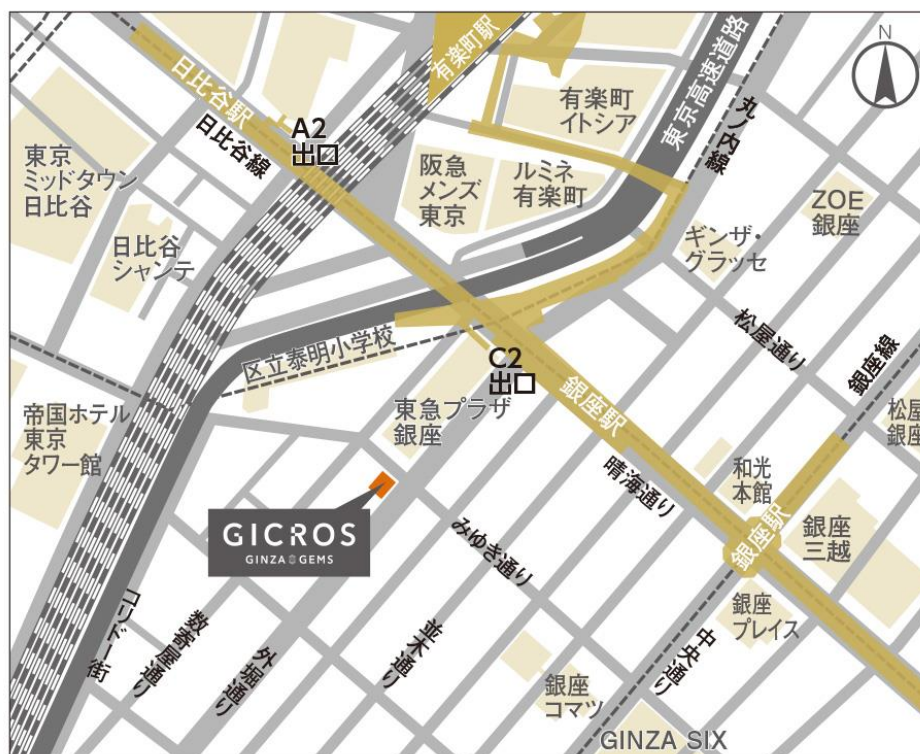 N
有楽町駅
日比谷駅
日比谷線
A2
出口
東京高速道路
丸ノ内線
有楽町
イトシア
東京
ミッドタウン
日比谷
阪急
メンズ
東京
ルミネ
有楽町
ZOE
銀座
日比谷
シャンテ
ギンザ・
グラッセ
松屋通り
銀座線
区立泰明小学校
C2
出口
銀座駅
帝国ホテル
東京
タワー館
東急プラザ
銀座
松屋
銀座
晴海通り
和光
本館
銀座駅
銀座
三越
GICROS
GINZA GEMS
みゆき通り
銀座
プレイス
コリドー街
数寄屋通り
外堀通り
並木通り
中央通り
銀座
コマツ
GINZA SIX